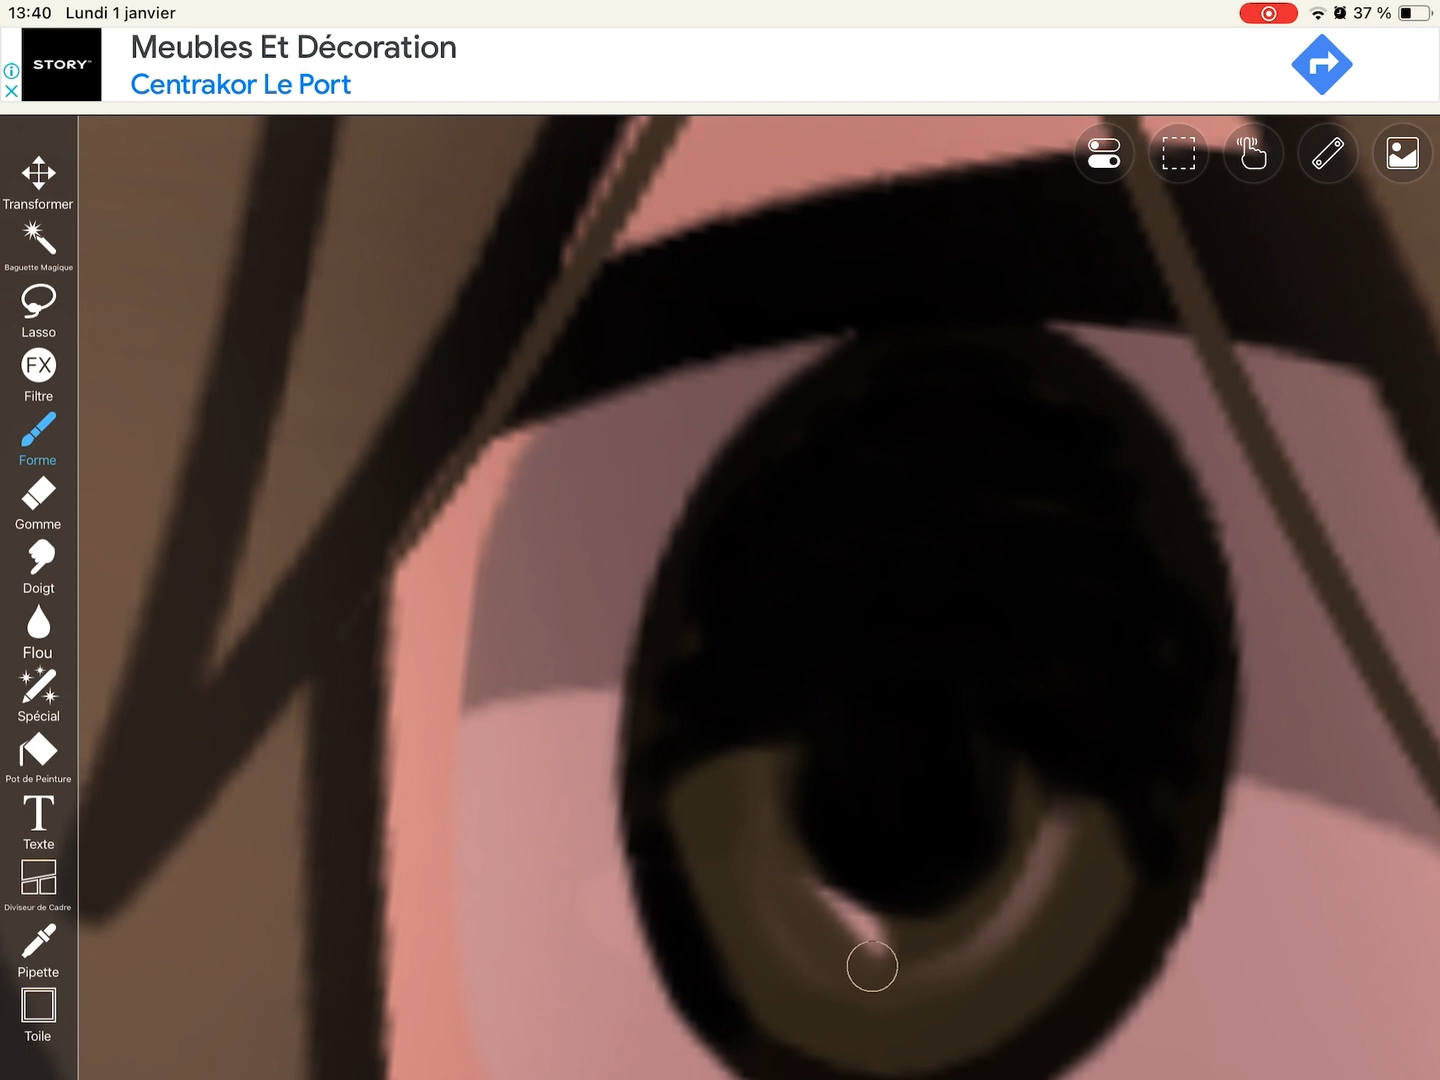 13:40 Lundi 1 janvier 37 %
STORY™
Meubles Et Décoration
Centrakor Le Port
Transformer
Baguette Magique
Lasso
FX
Filtre
Forme
Gomme
Doigt
Flou
Spécial
Pot de Peinture
T
Texte
Diviseur de Cadre
Pipette
Toile